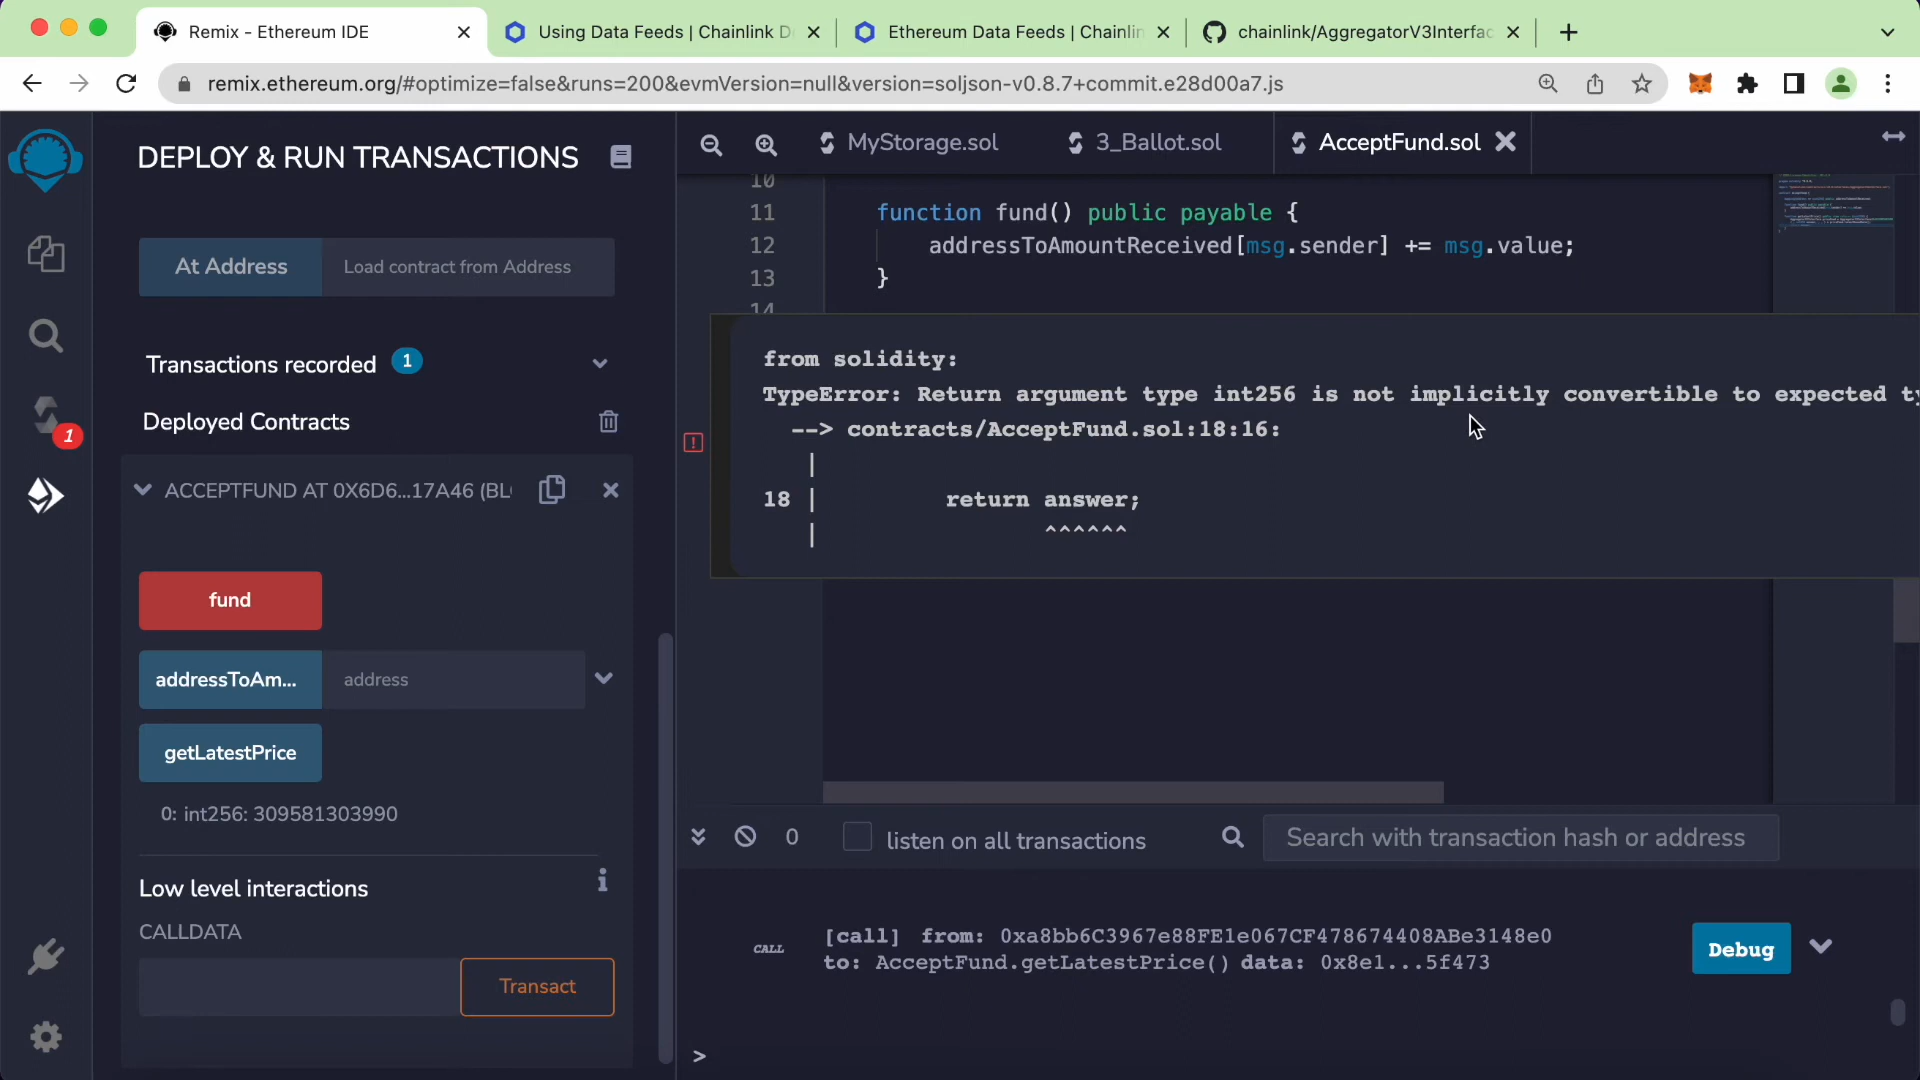 Remix - Ethereum IDE
Using Data Feeds | Chainlink D
Ethereum Data Feeds | Chainlin
chainlink/AggregatorV3Interfac
remix.ethereum.org/#optimize=false&runs=200&evmVersion=null&version=soljson-v0.8.7+commit.e28d00a7.js
DEPLOY & RUN TRANSACTIONS
MyStorage.sol
3_Ballot.sol
AcceptFund.sol
10
11 function fund() public payable {
12 addressToAmountReceived[msg.sender] += msg.value;
13 }
14
At Address
Load contract from Address
Transactions recorded 1
Deployed Contracts
1
ACCEPTFUND AT 0X6D6...17A46 (BL
from solidity:
TypeError: Return argument type int256 is not implicitly convertible to expected ty
--> contracts/AcceptFund.sol:18:16:
|
18 | return answer;
| ^^^^^^
fund
addressToAm...
address
getLatestPrice
0: int256: 309581303990
Low level interactions
i
CALLDATA
Transact
0
listen on all transactions
Search with transaction hash or address
CALL
[call] from: 0xa8bb6C3967e88FE1e067CF478674408ABe3148e0
to: AcceptFund.getLatestPrice() data: 0x8e1...5f473
Debug
>